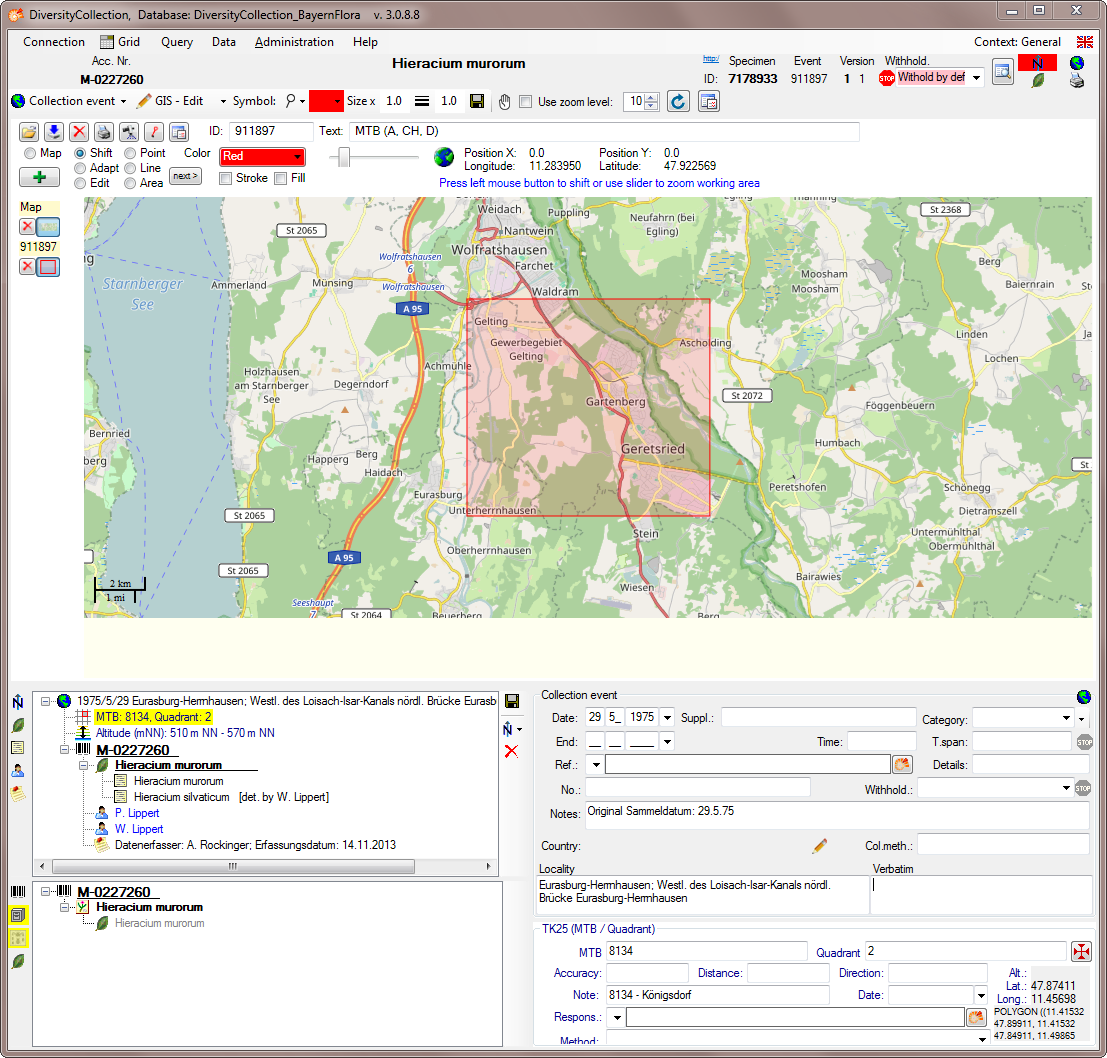 DiversityCollection, Database: DiversityCollection_BayernFlora v. 3.0.8.8
Connection Grid Query Data Administration Help Context: General
Acc. Nr.
M-0227260
Hieracium murorum
http:/ Specimen Event Version Withhold.
ID: 7178933 911897 1 1 STOP Withold by def
Collection event GIS - Edit Symbol: Size x 1.0 1.0 Use zoom level: 10
ID: 911897 Text: MTB (A, CH, D)
Map Shift Point Color Red
Adapt Line
Edit Area next > Stroke Fill
Position X: 0.0 Position Y: 0.0
Longitude: 11.283950 Latitude: 47.922569
Press left mouse button to shift or use slider to zoom working area
Map
911897
Weidach
Puppling
Egling
Thanning
St 2368
Neufahrn (bei
Egling)
St 2065
Nantwein
Wolfratshausen
Farchet
Wolfratshausen
6
Wolfratshausen
Berg
Moosham
Moosham
Baiernrain
Starnberger
See
Ammerland
Münsing
Waldram
A 95
Gelting
Gewerbegebiet
Gelting
Ascholding
Linden
Lochen
Achmühle
Holzhausen
am Starnberger
See
Degerndorf
St 2072
Gartenberg
Föggenbeuern
Bernried
Humbach
Geretsried
Happerg
Berg
Haidach
St
Eurasburg
Peretshofen
Schönegg
Unterherrnhausen
Dietramszell
St 2065
Stein
Untermühlthal
Obermühlthal
Oberherrnhausen
A 95
St 2065
Bairawies
2 km
1 mi
Wiesen
Seeshaupt
7
St 2064
Beuerberg
Berg
1975/5/29 Eurasburg-Herrnhausen; Westl. des Loisach-Isar-Kanals nördl. Brücke Eurasb
MTB: 8134, Quadrant: 2
Altitude (mNN): 510 m NN - 570 m NN
M-0227260
Hieracium murorum
Hieracium murorum
Hieracium silvaticum [det. by W. Lippert]
P. Lippert
W. Lippert
Datenerfasser: A. Rockinger; Erfassungsdatum: 14.11.2013
M-0227260
Hieracium murorum
Hieracium murorum
Collection event
Date: 29 5_ 1975 Suppl.: Category:
End: __ __ ____ Time: T.span: STOP
Ref.: Details:
No.: Withhold.: STOP
Notes: Original Sammeldatum: 29.5.75
Country: Col.meth.:
Locality Verbatim
Eurasburg-Herrnhausen; Westl. des Loisach-Isar-Kanals nördl.
Brücke Eurasburg-Herrnhausen
TK25 (MTB / Quadrant)
MTB 8134 Quadrant 2
Accuracy: Distance: Direction: Alt.:
Lat.: 47.87411
Note: 8134 - Königsdorf Date: Long.: 11.45698
Respons.: POLYGON ((11.41532
47.89911, 11.41532
Method: 47.84911, 11.49865